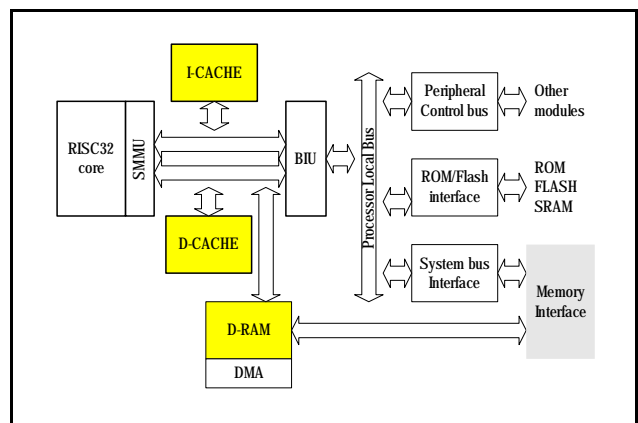 I-CACHE
RISC32
core
SMMU
BIU
D-CACHE
D-RAM
DMA
Processor Local Bus
Peripheral
Control bus
Other
modules
ROM/Flash
interface
ROM
FLASH
SRAM
System bus
Interface
Memory
Interface